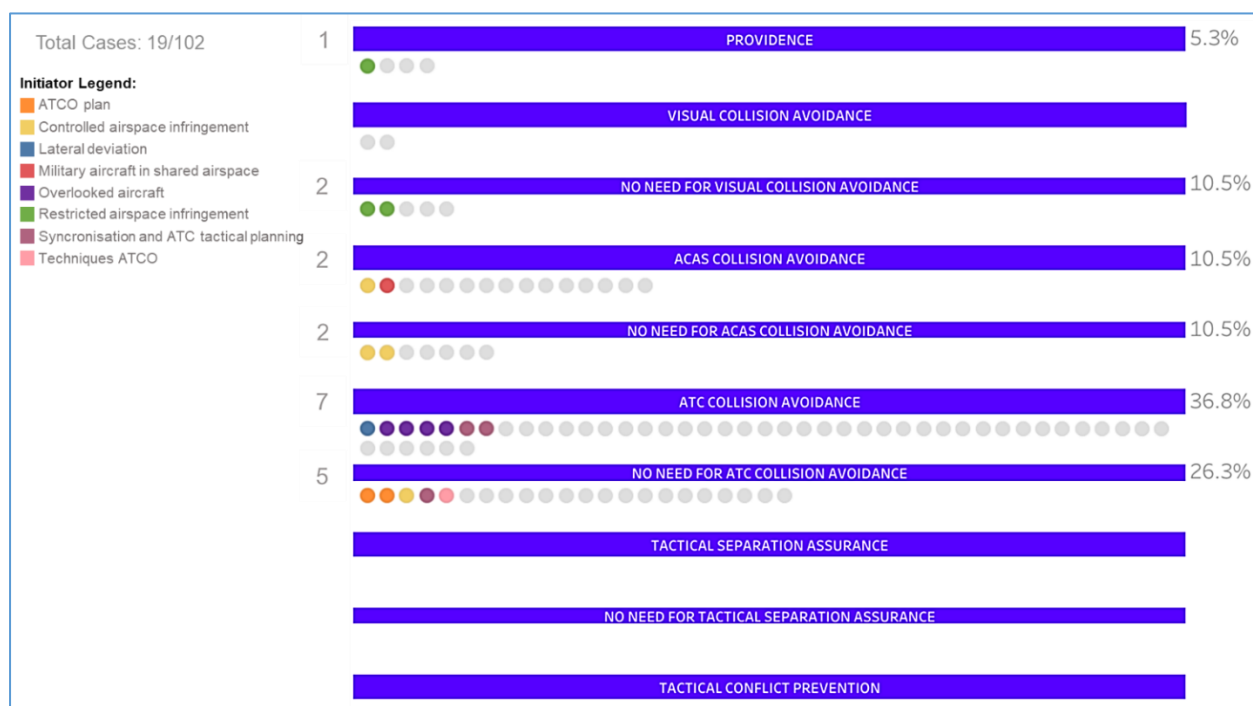 Total Cases: 19/102
Initiator Legend:
ATCO plan
Controlled airspace infringement
Lateral deviation
Military aircraft in shared airspace
Overlooked aircraft
Restricted airspace infringement
Syncronisation and ATC tactical planning
Techniques ATCO
1 PROVIDENCE 5.3%
VISUAL COLLISION AVOIDANCE
2 NO NEED FOR VISUAL COLLISION AVOIDANCE 10.5%
2 ACAS COLLISION AVOIDANCE 10.5%
2 NO NEED FOR ACAS COLLISION AVOIDANCE 10.5%
7 ATC COLLISION AVOIDANCE 36.8%
5 NO NEED FOR ATC COLLISION AVOIDANCE 26.3%
TACTICAL SEPARATION ASSURANCE
NO NEED FOR TACTICAL SEPARATION ASSURANCE
TACTICAL CONFLICT PREVENTION